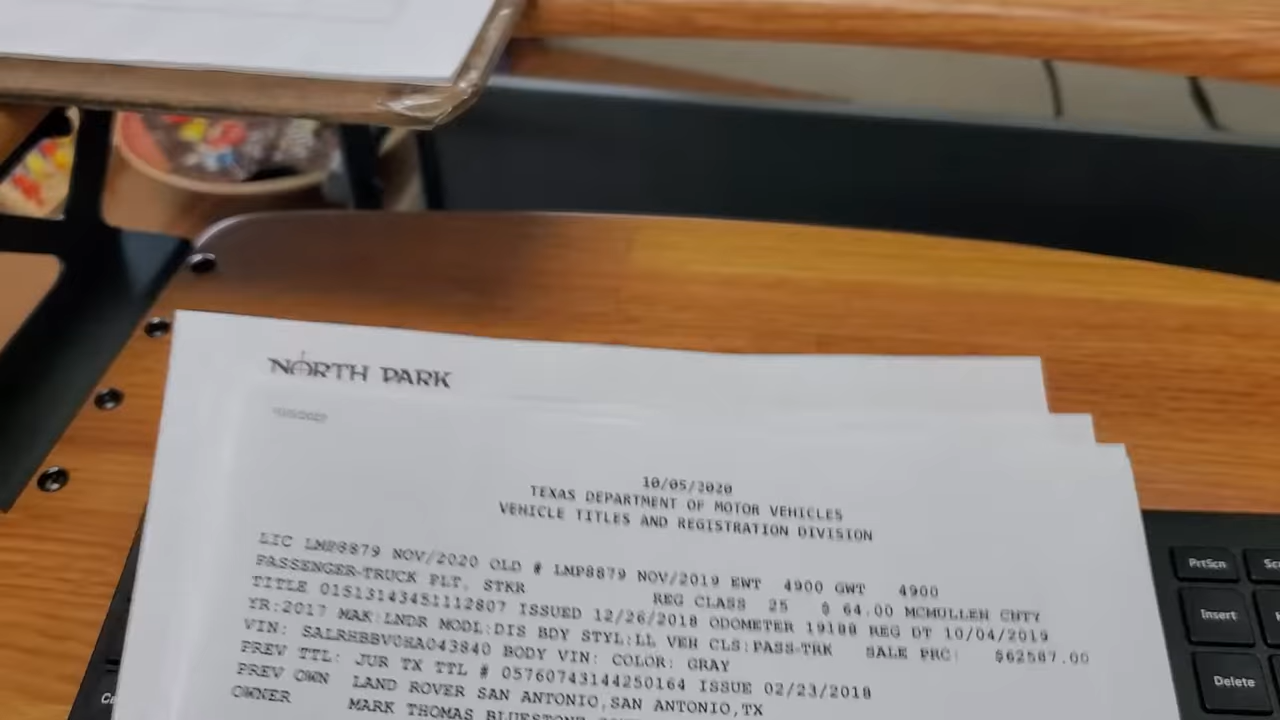 NORTH PARK
10/05/2020
TEXAS DEPARTMENT OF MOTOR VEHICLES
VEHICLE TITLES AND REGISTRATION DIVISION
LIC LMP8879 NOV/2020 OLD # LMP8879 NOV/2019 EWT 4900 GWT 4900
PASSENGER-TRUCK PLT, STKR REG CLASS 25 $ 64.00 MCMULLEN CNTY
TITLE 01513143451112807 ISSUED 12/26/2018 ODOMETER 19188 REG DT 10/04/2019
YR:2017 MAK:LNDR MODL:DIS BDY STYL:LL VEH CLS:PASS-TRK SALE PRC: $62587.00
VIN: SALRHBBV0HA043840 BODY VIN: COLOR: GRAY
PREV TTL: JUR TX TTL # 05760743144250164 ISSUE 02/23/2018
PREV OWN LAND ROVER SAN ANTONIO,SAN ANTONIO,TX
OWNER MARK THOMAS BLUESTONE
PrtScn
Insert
Delete